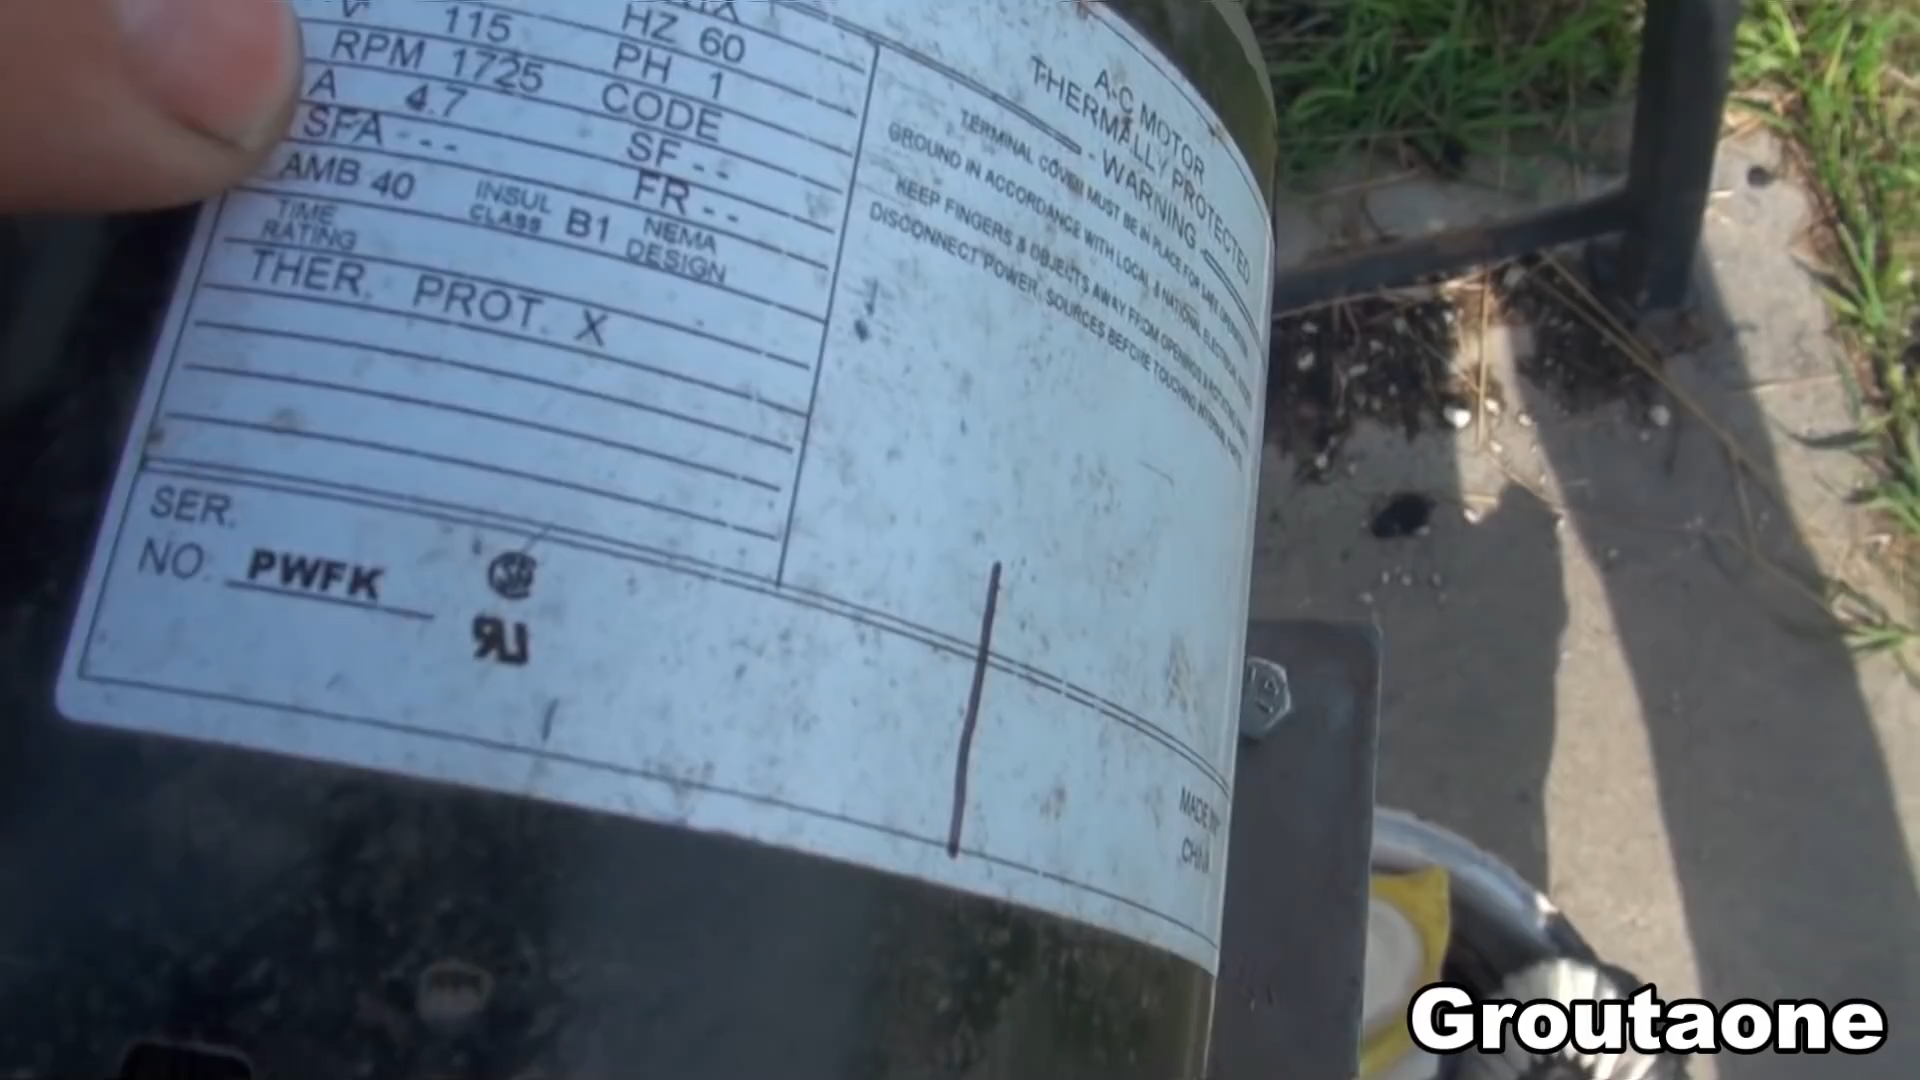 V 115 HZ 60
RPM 1725 PH 1
A 4.7 CODE
SFA --- SF --
AMB 40 INSUL CLASS B1 FR --
TIME RATING NEMA DESIGN
THER. PROT. X
SER.
NO. PWFK
A-C MOTOR
THERMALLY PROTECTED
- WARNING -
TERMINAL COVER MUST BE IN PLACE FOR SAFE OPERATION
GROUND IN ACCORDANCE WITH LOCAL & NATIONAL ELECTRICAL
KEEP FINGERS & OBJECTS AWAY FROM OPENINGS &
DISCONNECT POWER SOURCES BEFORE TOUCHING INTERNAL PARTS
MADE IN
CHINA
Groutaone